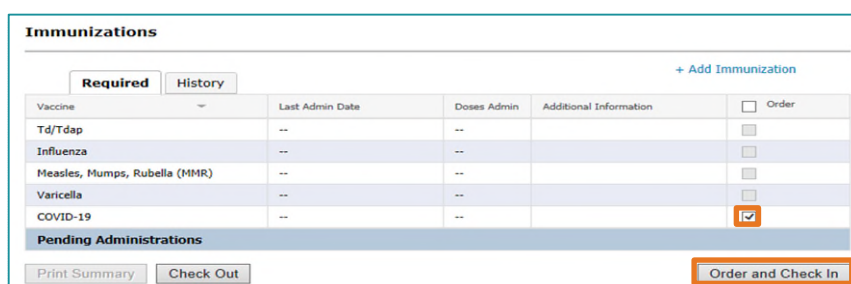 Immunizations
+ Add Immunization
Required History
Vaccine Last Admin Date Doses Admin Additional Information Order
Td/Tdap -- --
Influenza -- --
Measles, Mumps, Rubella (MMR) -- --
Varicella -- --
COVID-19 -- --
Pending Administrations
Print Summary Check Out Order and Check In